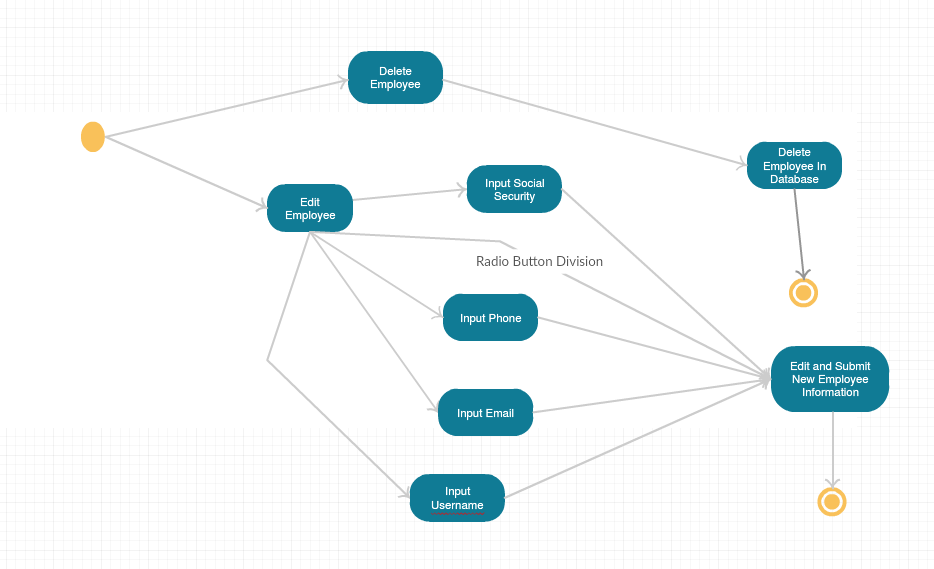 Delete
Employee
Delete
Employee In
Database
Edit
Employee
Input Social
Security
Radio Button Division
Input Phone
Edit and Submit
New Employee
Information
Input Email
Input
Username